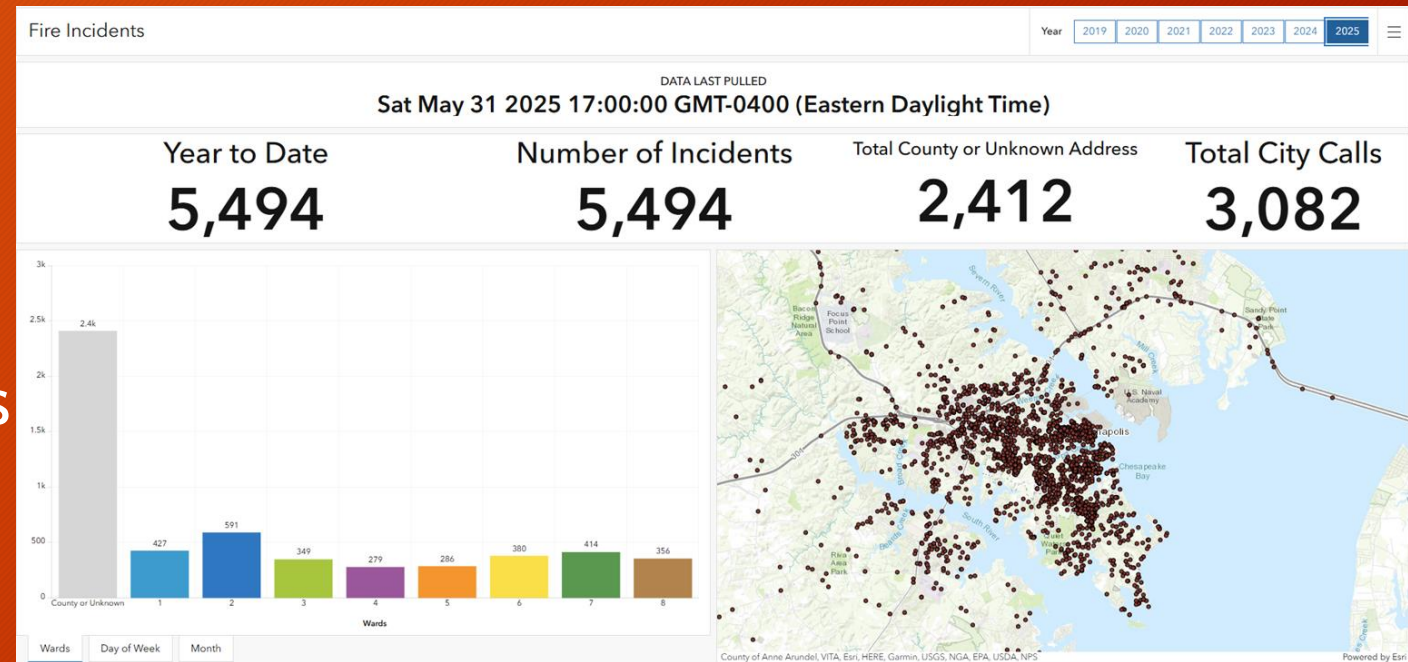 Fire Incidents
Year 2019 2020 2021 2022 2023 2024 2025
DATA LAST PULLED
Sat May 31 2025 17:00:00 GMT-0400 (Eastern Daylight Time)
Year to Date
5,494
Number of Incidents
5,494
Total County or Unknown Address
2,412
Total City Calls
3,082
3k
2.5k
2k
1.5k
1k
500
0
2.4k
427
591
349
279
286
380
414
356
County or Unknown 1 2 3 4 5 6 7 8
Wards
Wards Day of Week Month
Severn River
Bacon
Ridge
Natural
Area
Focus
Point
School
Sandy Point
State
Park
Mill Creek
U.S. Naval
Academy
Chesapeake
Bay
South River
Riva
Area
Park
County of Anne Arundel, VITA, Esri, HERE, Garmin, USGS, NGA, EPA, USDA, NPS
Powered by Esri